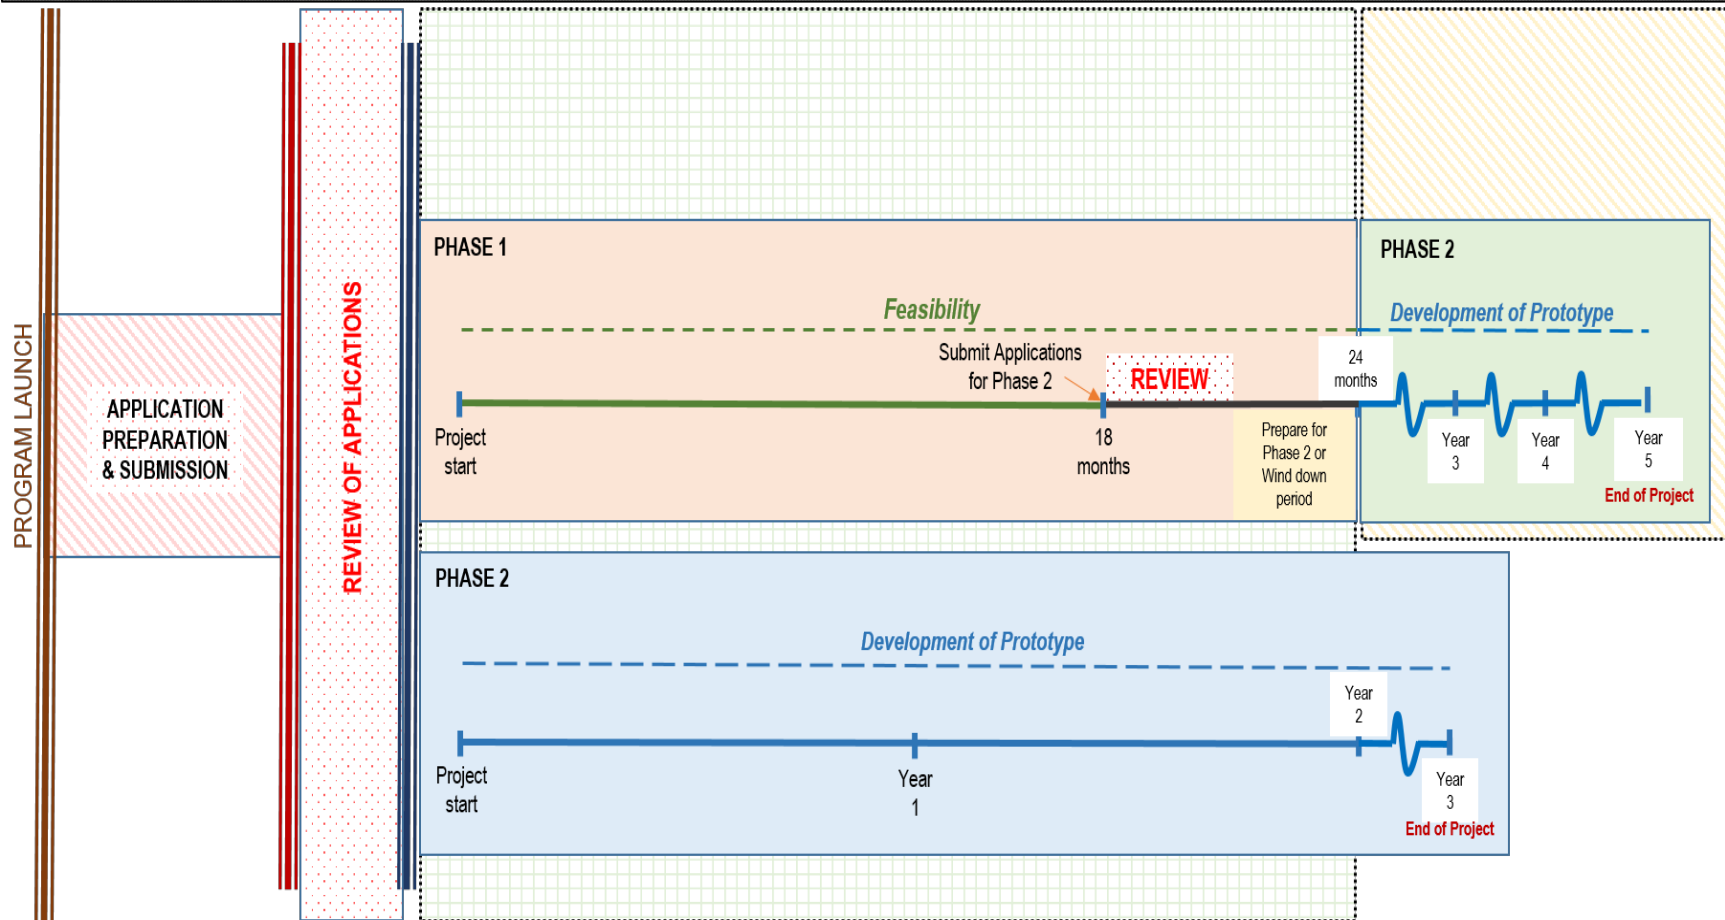 PROGRAM LAUNCH
APPLICATION
PREPARATION
& SUBMISSION
REVIEW OF APPLICATIONS
PHASE 1
Feasibility
Submit Applications
for Phase 2
REVIEW
24
months
Project
start
18
months
Prepare for
Phase 2 or
Wind down
period
PHASE 2
Development of Prototype
Year
3
Year
4
Year
5
End of Project
PHASE 2
Development of Prototype
Project
start
Year
1
Year
2
Year
3
End of Project